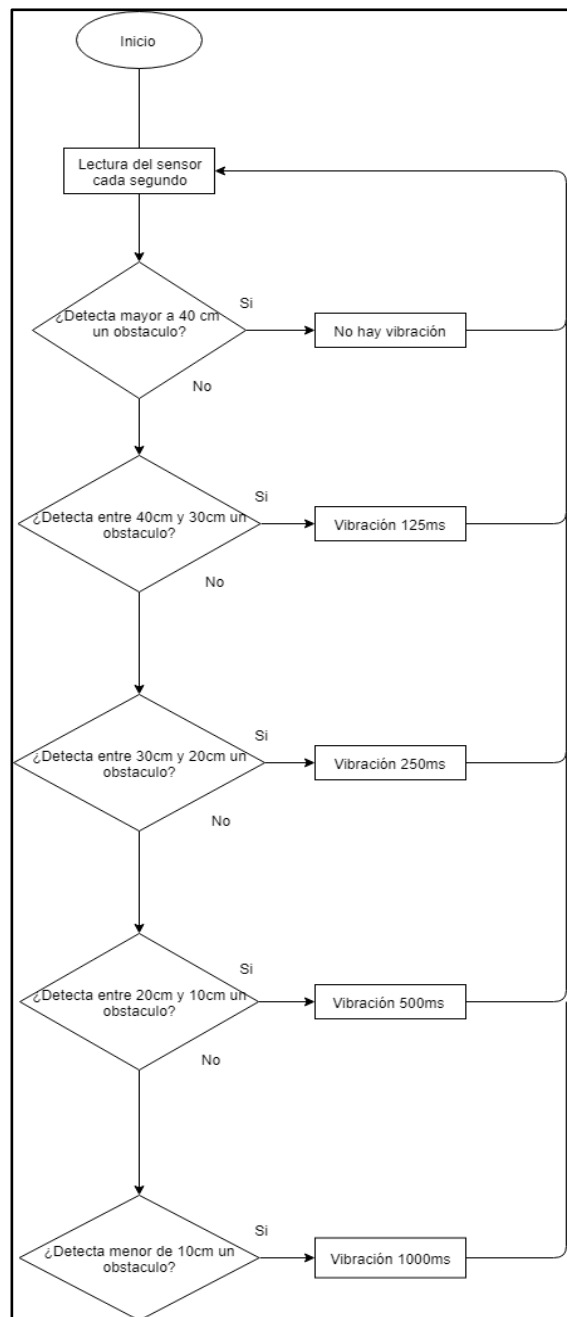 Inicio
Lectura del sensor
cada segundo
¿Detecta mayor a 40 cm
un obstaculo?
Si
No hay vibración
No
¿Detecta entre 40cm y 30cm un
obstaculo?
Si
Vibración 125ms
No
¿Detecta entre 30cm y 20cm un
obstaculo?
Si
Vibración 250ms
No
¿Detecta entre 20cm y 10cm un
obstaculo?
Si
Vibración 500ms
No
¿Detecta menor de 10cm un
obstaculo?
Si
Vibración 1000ms